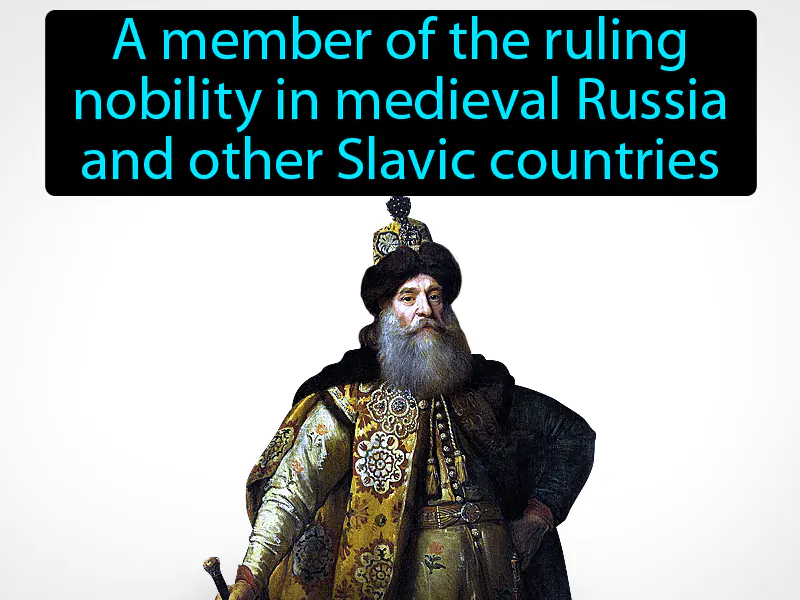 A member of the ruling
nobility in medieval Russia
and other Slavic countries